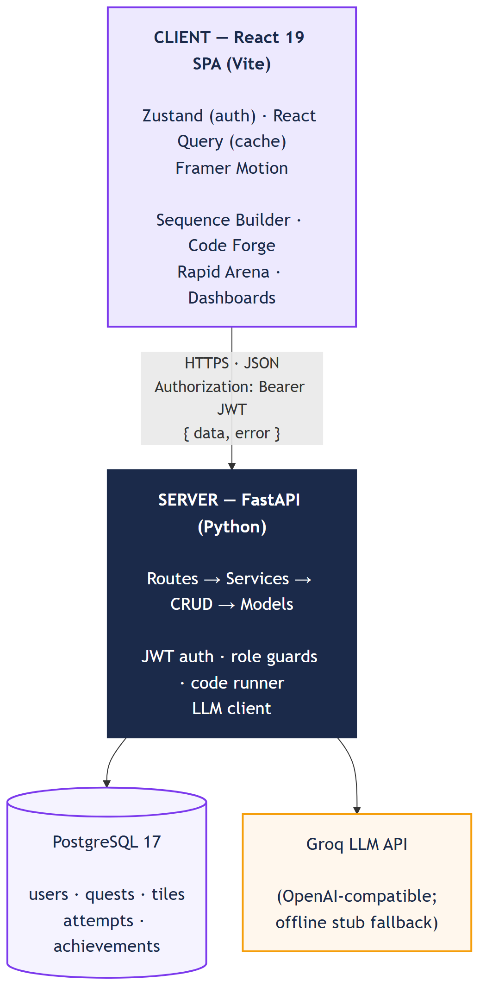 CLIENT — React 19
SPA (Vite)
Zustand (auth) · React
Query (cache)
Framer Motion
Sequence Builder ·
Code Forge
Rapid Arena ·
Dashboards
HTTPS · JSON
Authorization: Bearer
JWT
{ data, error }
SERVER — FastAPI
(Python)
Routes → Services →
CRUD → Models
JWT auth · role guards
· code runner
LLM client
PostgreSQL 17
users · quests · tiles
attempts ·
achievements
Groq LLM API
(OpenAI-compatible;
offline stub fallback)